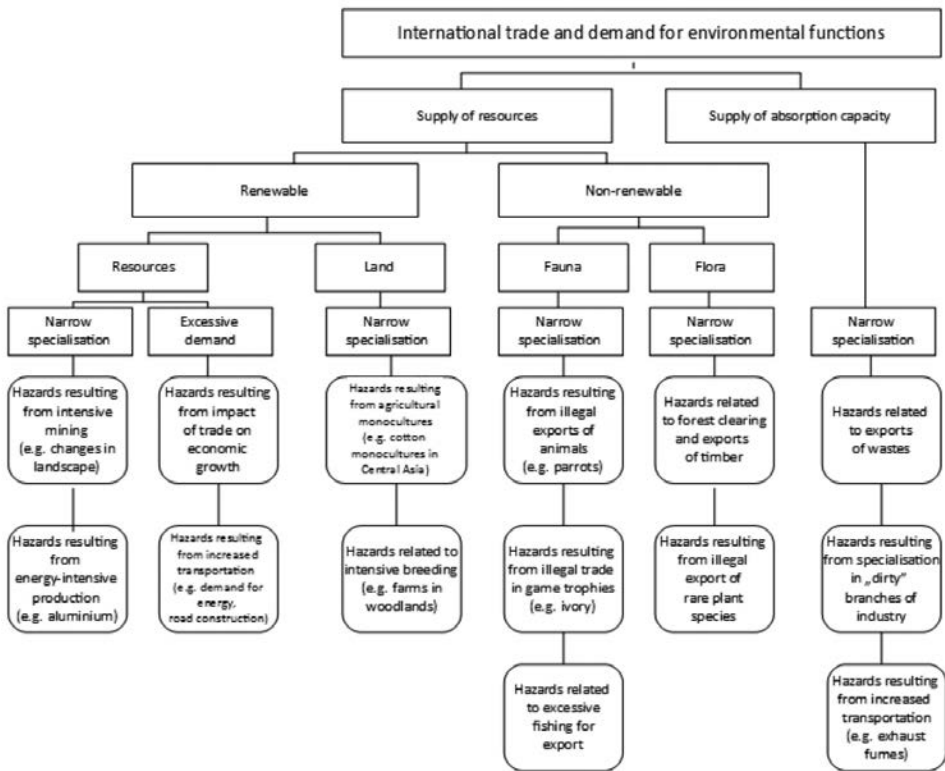 International trade and demand for environmental functions
Supply of resources
Supply of absorption capacity
Renewable
Non-renewable
Resources
Land
Fauna
Flora
Narrow
specialisation
Excessive
demand
Narrow
specialisation
Narrow
specialisation
Narrow
specialisation
Narrow
specialisation
Hazards resulting
from intensive
mining
(e.g. changes in
landscape)
Hazards resulting
from impact
of trade on
economic
growth
Hazards resulting
from agricultural
monocultures
(e.g. cotton
monocultures in
Central Asia)
Hazards resulting
from illegal
exports of
animals
(e.g. parrots)
Hazards related
to forest clearing
and exports
of timber
Hazards related
to exports
of wastes
Hazards resulting
from
energy-intensive
production
(e.g. aluminium)
Hazards resulting
from increased
transportation
(e.g. demand for
energy,
road construction)
Hazards related to
intensive breeding
(e.g. farms in
woodlands)
Hazards resulting
from illegal trade
in game trophies
(e.g. ivory)
Hazards resulting
from illegal
export of
rare plant
species
Hazards resulting
from specialisation
in „dirty”
branches of
industry
Hazards related
to excessive
fishing for
export
Hazards resulting
from increased
transportation
(e.g. exhaust
fumes)